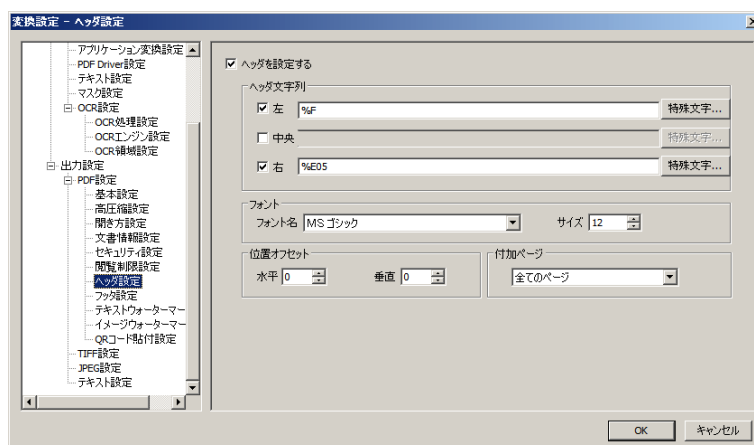 変換設定 - ヘッダ設定
アプリケーション変換設定
PDF Driver設定
テキスト設定
マスク設定
OCR設定
OCR処理設定
OCRエンジン設定
OCR領域設定
出力設定
PDF設定
基本設定
高圧縮設定
開き方設定
文書情報設定
セキュリティ設定
閲覧制限設定
ヘッダ設定
フッダ設定
テキストウォーターマー
イメージウォーターマー
QRコード貼付設定
TIFF設定
JPEG設定
テキスト設定
ヘッダを設定する
ヘッダ文字列
左 %F 特殊文字...
中央 特殊文字...
右 %E05 特殊文字...
フォント
フォント名 MS ゴシック サイズ 12
位置オフセット 付加ページ
水平 0 垂直 0 全てのページ
OK キャンセル